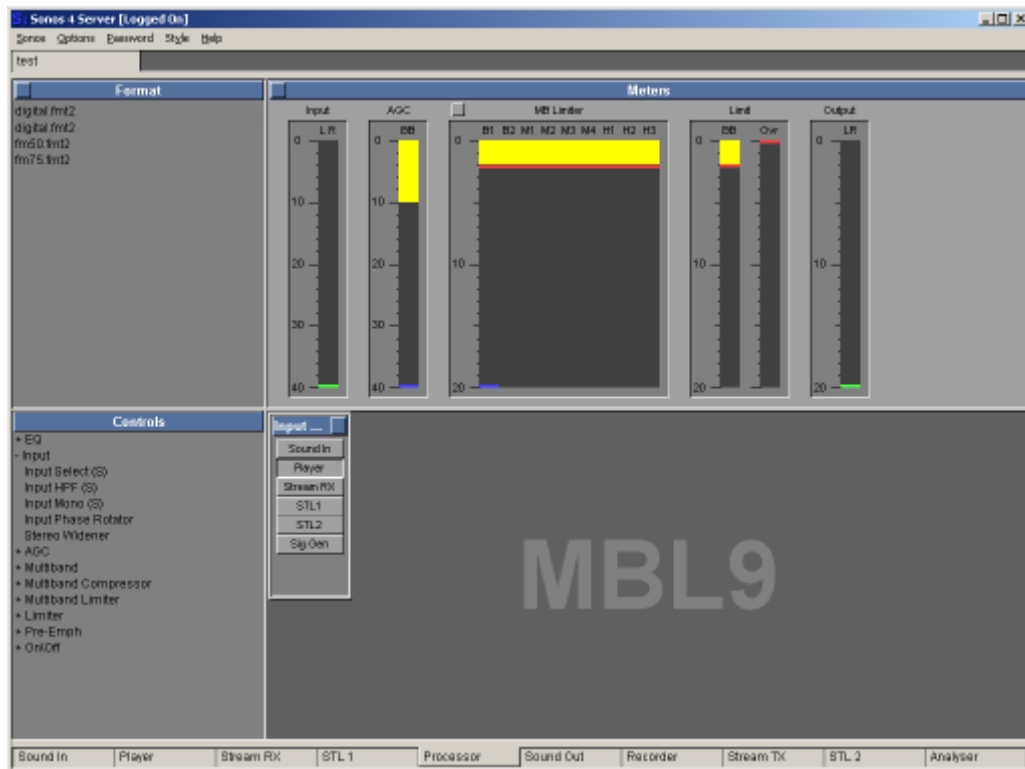 Sonos 4 Server [Logged On]
Sonos Options Password Style Help
test
Format
digital.fmt2
digital.fmt2
fm50.fmt2
fm75.fmt2
Meters
Input AGC MB Limiter Limit Output
L R BB B1 B2 M1 M2 M3 M4 H1 H2 H3 BB Ovr LR
0 0 0 0 0
10 10
20 20 10 10 10
30 30
40 40 20 20 20
Controls
+ EQ
- Input
Input Select (S)
Input HPF (S)
Input Mono (S)
Input Phase Rotator
Stereo Widener
+ AGC
+ Multiband
+ Multiband Compressor
+ Multiband Limiter
+ Limiter
+ Pre-Emph
+ On\Off
Input ...
Sound In
Player
Stream RX
STL1
STL2
Sig Gen
MBL9
Sound In Player Stream RX STL 1 Processor Sound Out Recorder Stream TX STL 2 Analyser